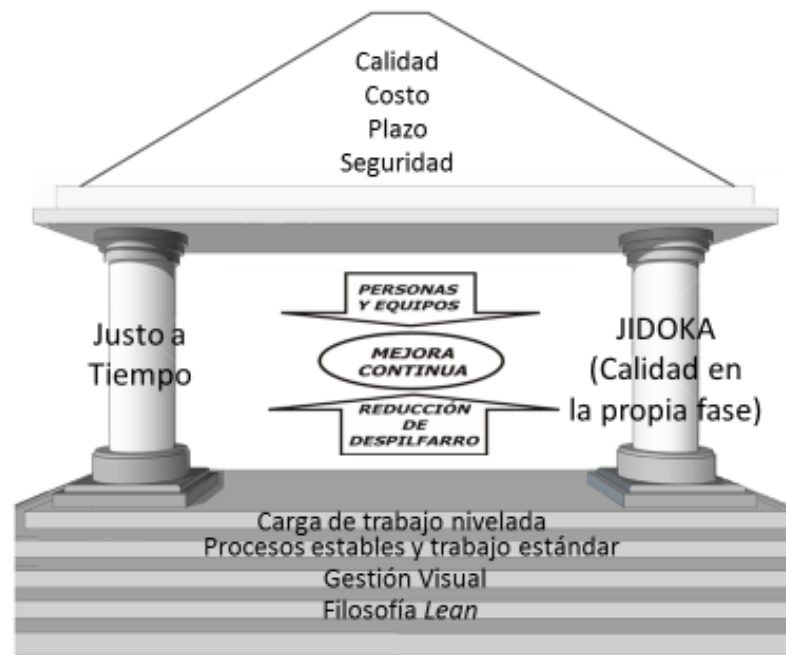 Calidad
Costo
Plazo
Seguridad
PERSONAS
Y EQUIPOS
Justo a
Tiempo
MEJORA
CONTINUA
JIDOKA
(Calidad en
la propia fase)
REDUCCIÓN
DE
DESPILFARRO
Carga de trabajo nivelada
Procesos estables y trabajo estándar
Gestión Visual
Filosofía Lean